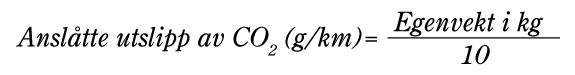 Anslåtte utslipp av CO₂ (g/km) = Egenvekt i kg
10